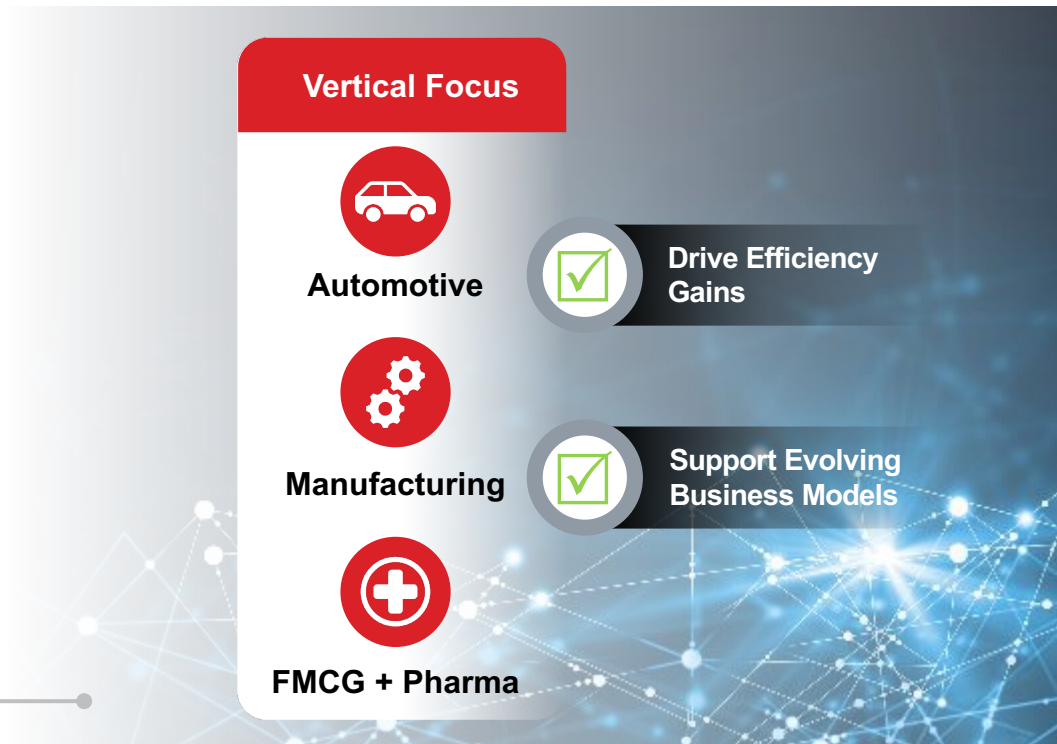 Vertical Focus
Automotive
Manufacturing
FMCG + Pharma
Drive Efficiency
Gains
Support Evolving
Business Models